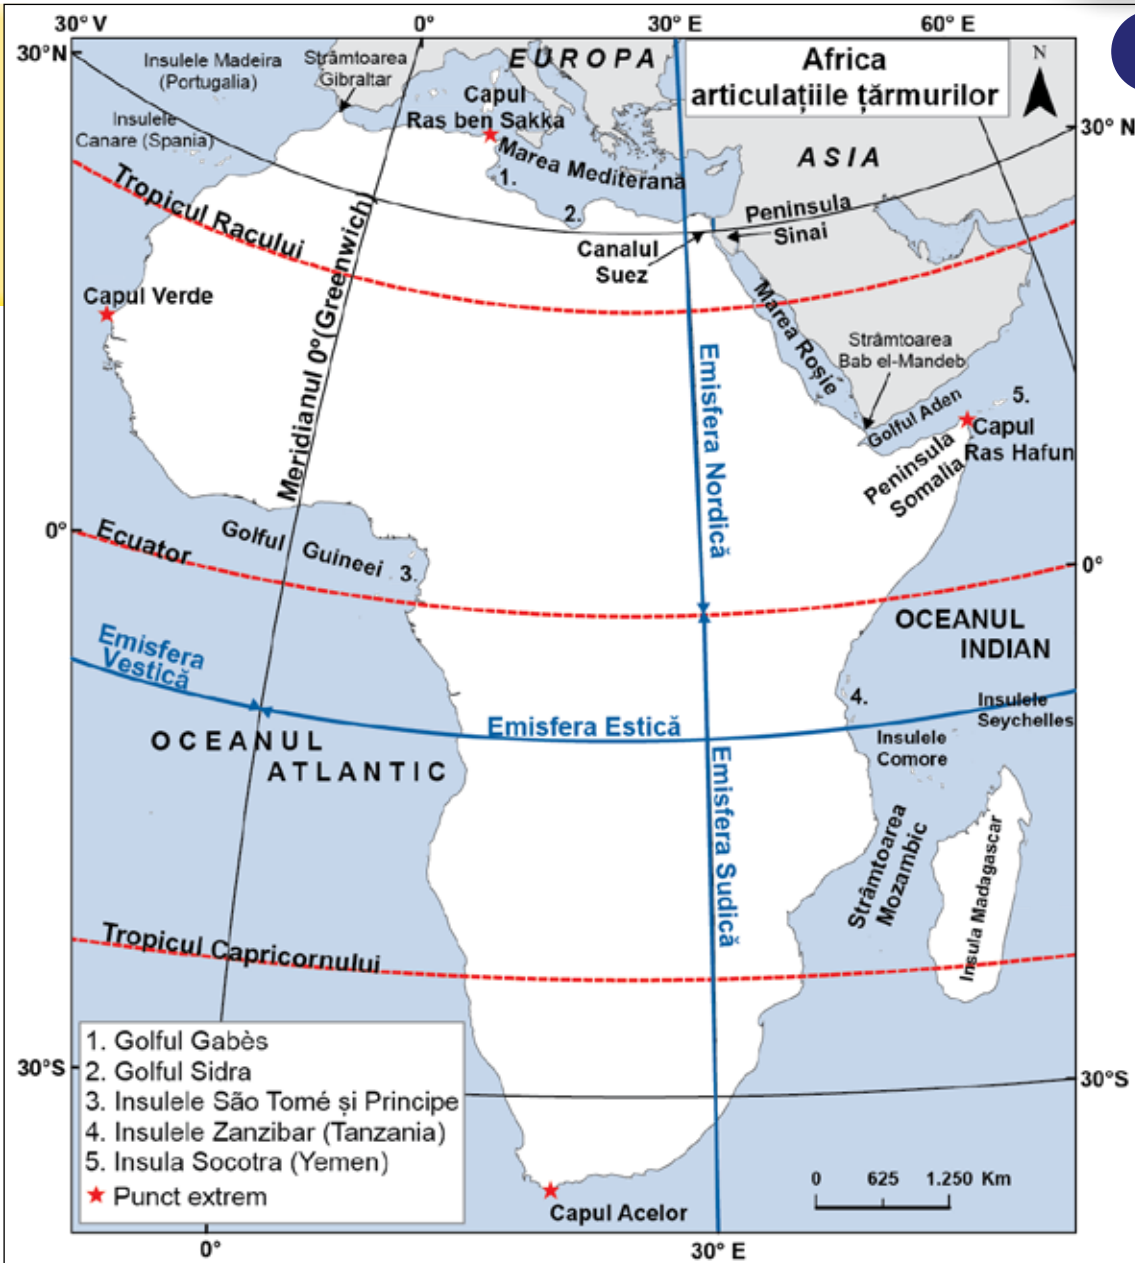 30° V
0°
30° E
60° E
30°N
Insulele Madeira
(Portugalia)
Strâmtoarea
Gibraltar
EUROPA
Africa
articulațiile țărmurilor
N
Capul
Ras ben Sakka
Insulele
Canare (Spania)
30° N
Marea Mediterană
ASIA
1.
2.
Tropicul Racului
Peninsula
Sinai
Canalul
Suez
Capul Verde
Meridianul 0°(Greenwich)
Marea Roșie
Strâmtoarea
Bab el-Mandeb
Emisfera Nordică
Golful Aden
5.
Capul
Ras Hafun
Peninsula
Somalia
0°
Ecuator
Golful Guineei
3.
0°
OCEANUL
INDIAN
Emisfera
Vestică
4.
Insulele
Seychelles
Emisfera Estică
OCEANUL
ATLANTIC
Insulele
Comore
Emisfera Sudică
Strâmtoarea
Mozambic
Insula Madagascar
Tropicul Capricornului
1. Golful Gabès
2. Golful Sidra
3. Insulele São Tomé și Principe
4. Insulele Zanzibar (Tanzania)
5. Insula Socotra (Yemen)
Punct extrem
30°S
30°S
0 625 1.250 Km
Capul Acelor
0°
30° E